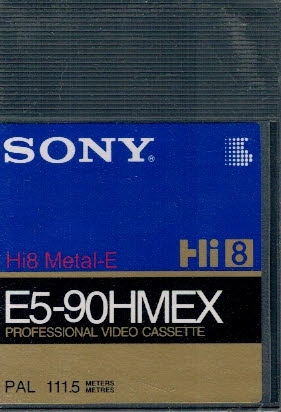 SONY®
Hi8 Metal-E
Hi8
E5-90HMEX
PROFESSIONAL VIDEO CASSETTE
PAL 111.5 METERS
METRES